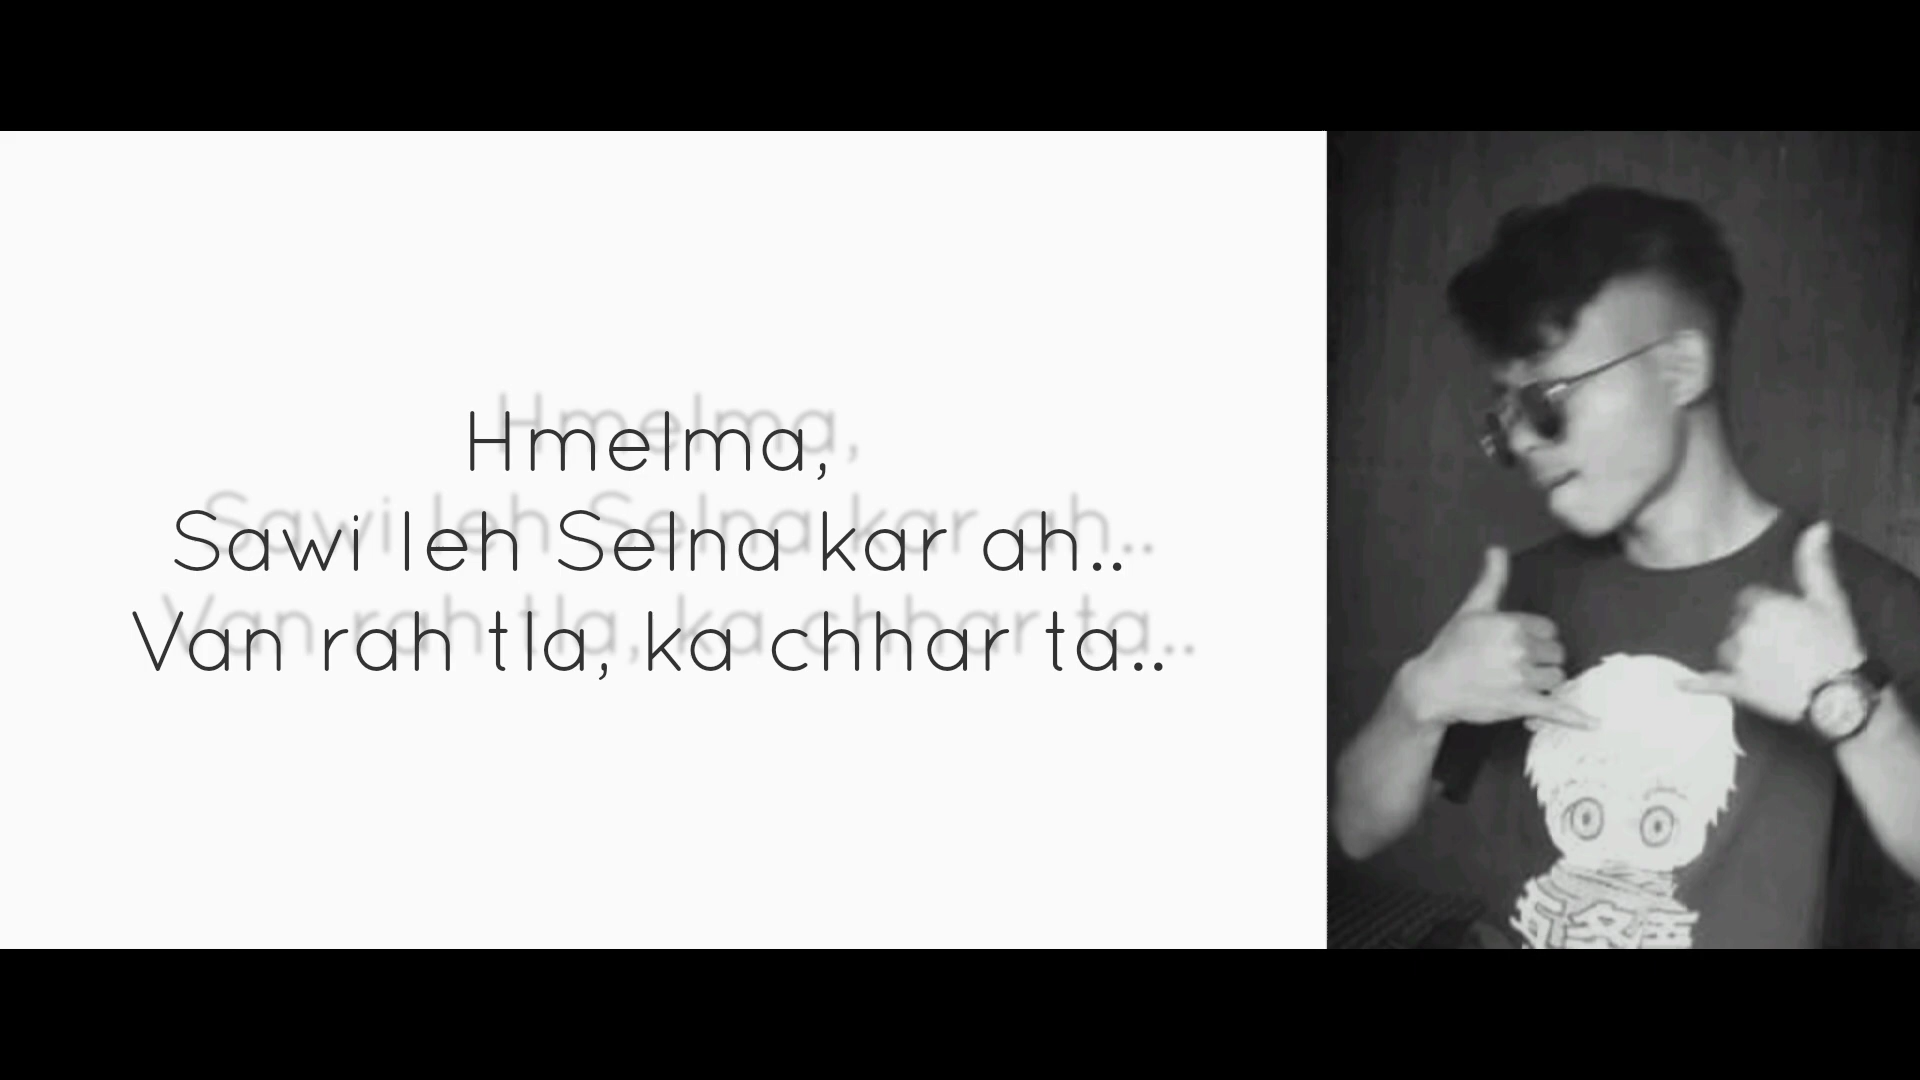 Hmelma,
Sawi leh Selna kar ah..
Van rah tla, ka chhar ta..